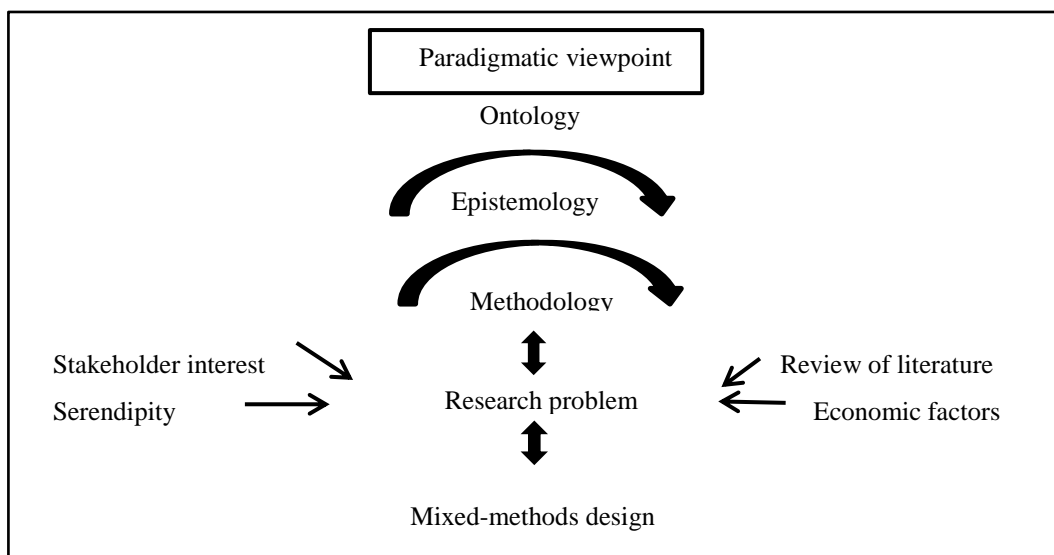 Paradigmatic viewpoint
Ontology
Epistemology
Methodology
Stakeholder interest
Review of literature
Serendipity
Research problem
Economic factors
Mixed-methods design